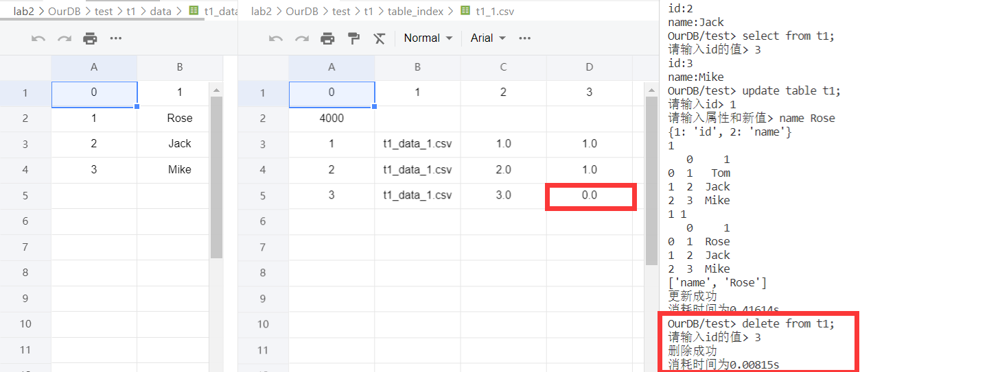 lab2 > OurDB > test > t1 > data > t1_data
A B
1 0 1
2 1 Rose
3 2 Jack
4 3 Mike
5
6
7
8
9
10
11
lab2 > OurDB > test > t1 > table_index > t1_1.csv
Normal Arial
A B C D
1 0 1 2 3
2 4000
3 1 t1_data_1.csv 1.0 1.0
4 2 t1_data_1.csv 2.0 1.0
5 3 t1_data_1.csv 3.0 0.0
6
7
8
9
10
11
id:2
name:Jack
OurDB/test> select from t1;
请输入id的值> 3
id:3
name:Mike
OurDB/test> update table t1;
请输入id> 1
请输入属性和新值> name Rose
{1: 'id', 2: 'name'}
1
0 1
0 1 Tom
1 2 Jack
2 3 Mike
1 1
0 1
0 1 Rose
1 2 Jack
2 3 Mike
['name', 'Rose']
更新成功
消耗时间为0.41614s
OurDB/test> delete from t1;
请输入id的值> 3
删除成功
消耗时间为0.00815s